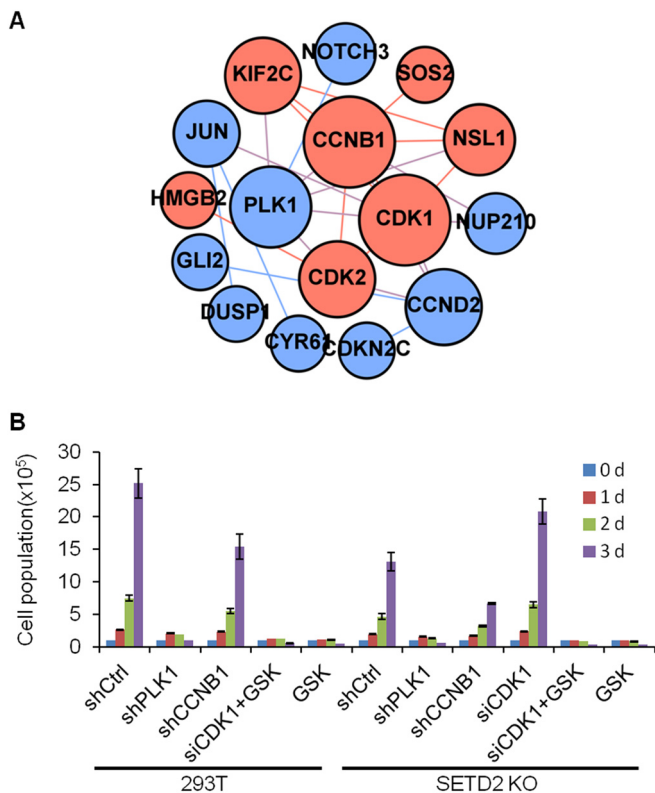 A
NOTCH3
KIF2C
SOS2
JUN
CCNB1
NSL1
HMGB2
PLK1
CDK1
NUP210
GLI2
CDK2
CCND2
DUSP1
CYR61
CDKN2C
B
Cell population(x10⁵)
30
25
20
15
10
5
0
0 d
1 d
2 d
3 d
shCtrl
shPLK1
shCCNB1
siCDK1+GSK
GSK
shCtrl
shPLK1
shCCNB1
siCDK1
siCDK1+GSK
GSK
293T
SETD2 KO